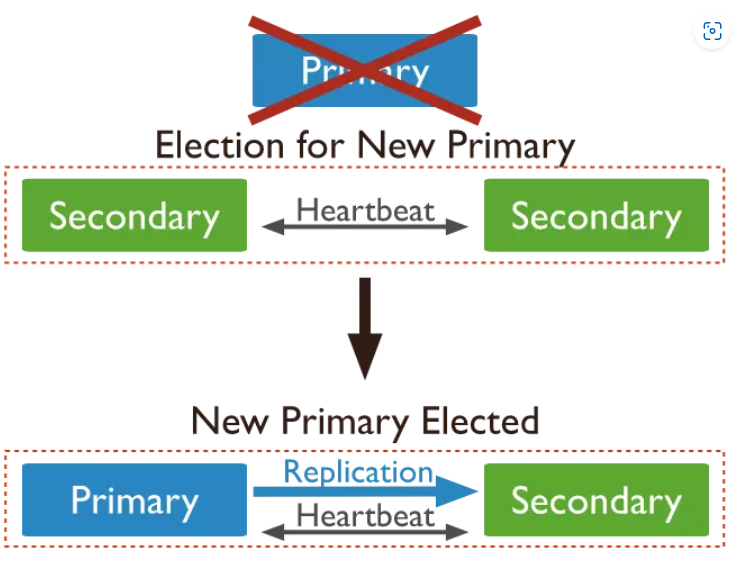 Primary
Election for New Primary
Secondary Heartbeat Secondary
New Primary Elected
Replication
Primary Heartbeat Secondary